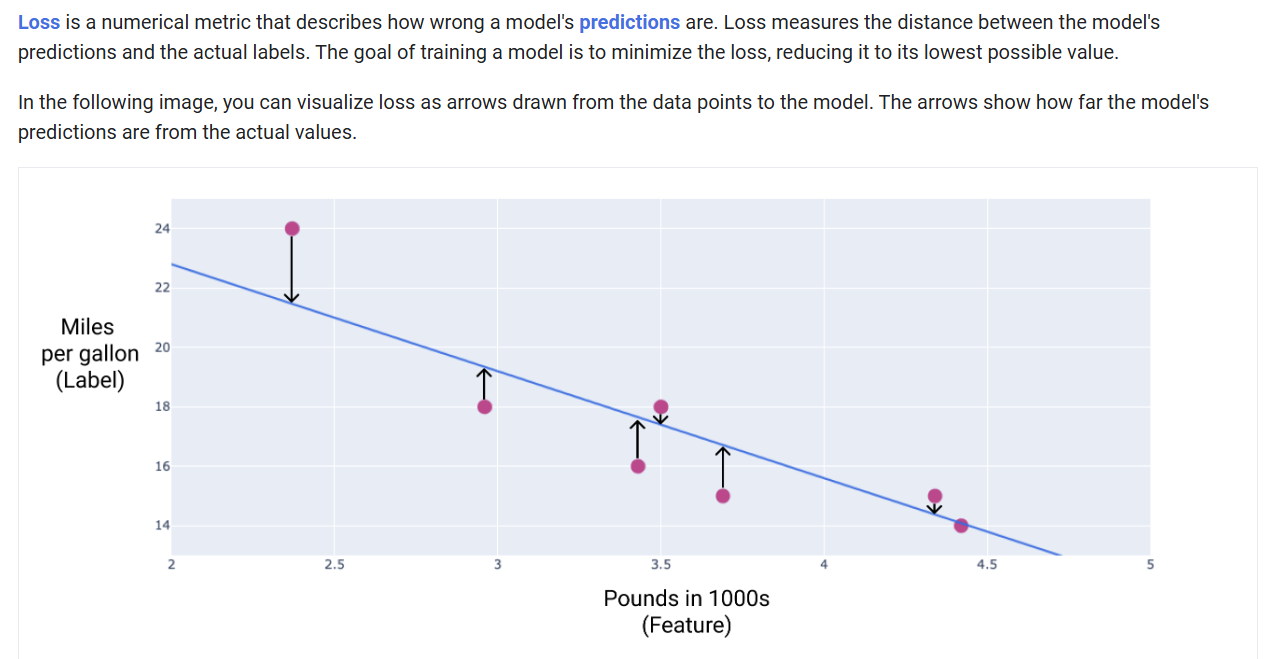 Loss is a numerical metric that describes how wrong a model's predictions are. Loss measures the distance between the model's
predictions and the actual labels. The goal of training a model is to minimize the loss, reducing it to its lowest possible value.
In the following image, you can visualize loss as arrows drawn from the data points to the model. The arrows show how far the model's
predictions are from the actual values.
24
22
Miles
per gallon
(Label)
20
18
16
14
2 2.5 3 3.5 4 4.5 5
Pounds in 1000s
(Feature)